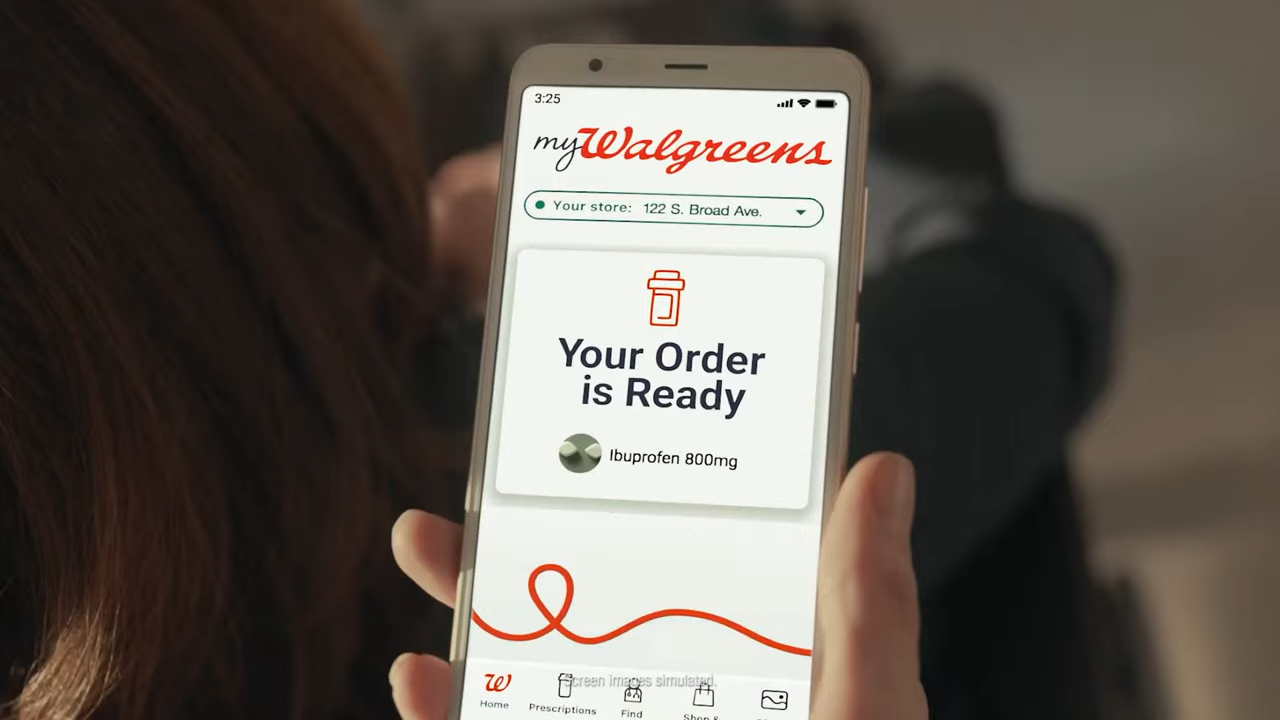 3:25
myWalgreens
Your store: 122 S. Broad Ave.
Your Order
is Ready
Ibuprofen 800mg
Screen images simulated.
Home
Prescriptions
Find
Shop &